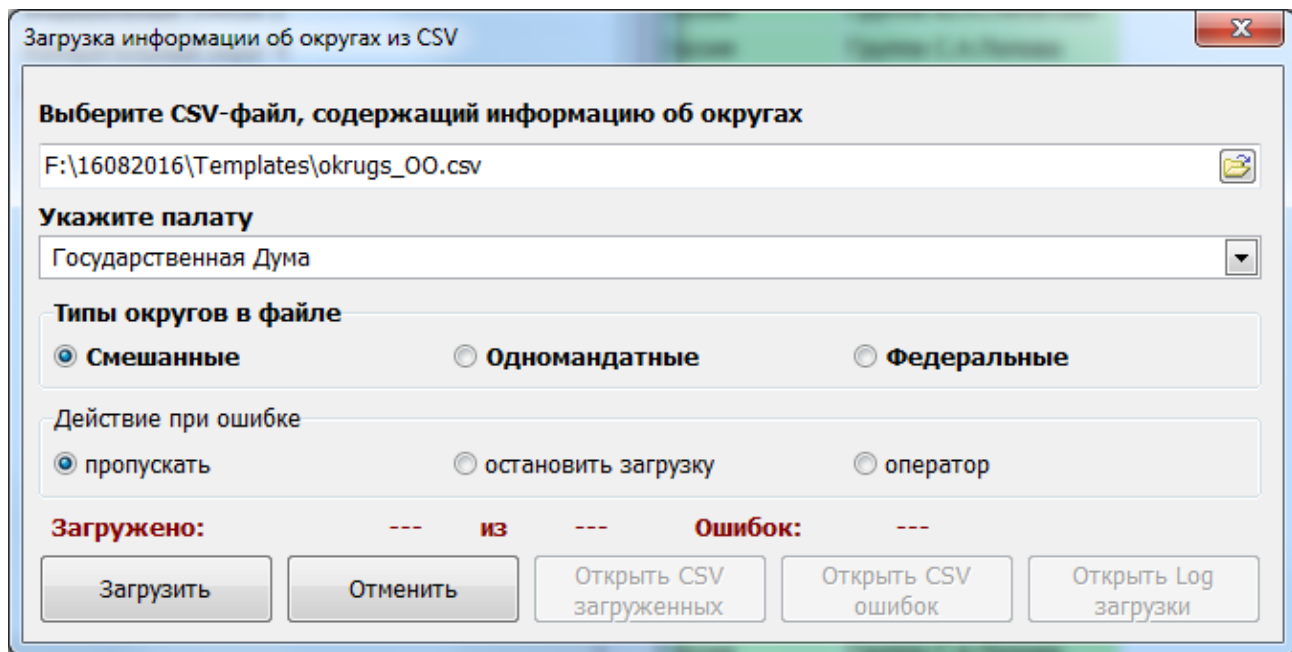 Загрузка информации об округах из CSV
Выберите CSV-файл, содержащий информацию об округах
F:\16082016\Templates\okrugs_OO.csv
Укажите палату
Государственная Дума
Типы округов в файле
Смешанные Одномандатные Федеральные
Действие при ошибке
пропускать остановить загрузку оператор
Загружено: --- из --- Ошибок: ---
Загрузить Отменить Открыть CSV загруженных Открыть CSV ошибок Открыть Log загрузки